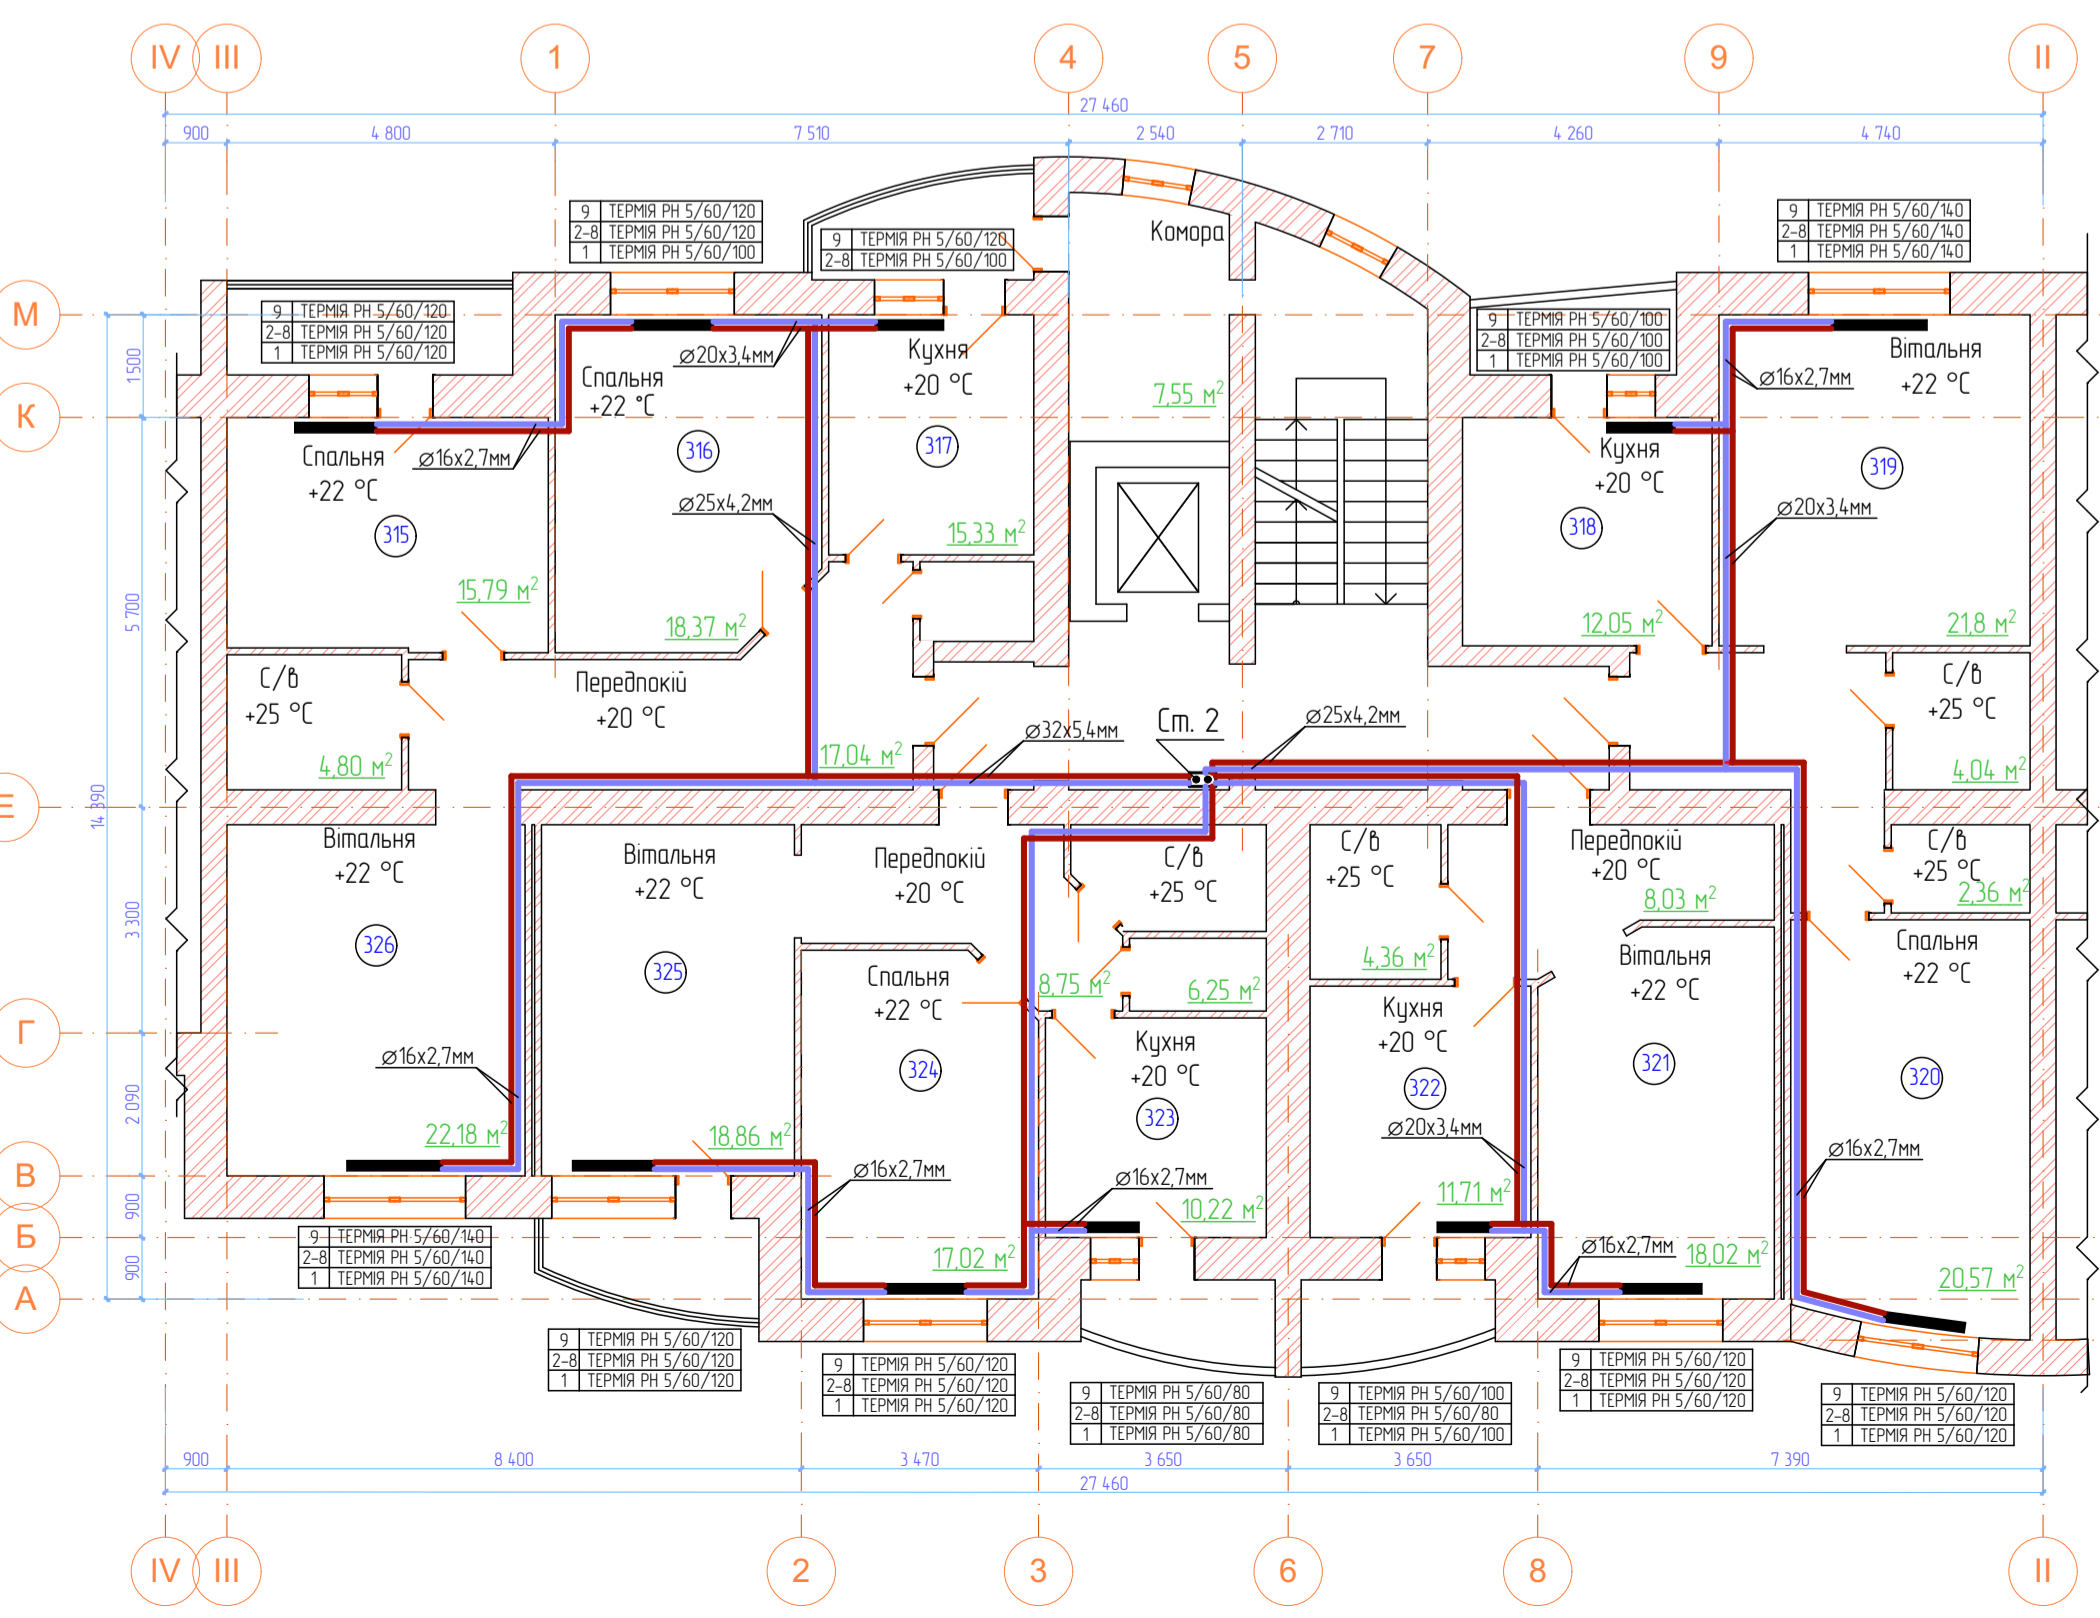 IV III 1 4 5 7 9 II
27 460
900 4 800 7 510 2 540 2 710 4 260 4 740
9 ТЕРМІЯ РН 5/60/120
2-8 ТЕРМІЯ РН 5/60/120
1 ТЕРМІЯ РН 5/60/100
9 ТЕРМІЯ РН 5/60/120
2-8 ТЕРМІЯ РН 5/60/100
Комора
9 ТЕРМІЯ РН 5/60/140
2-8 ТЕРМІЯ РН 5/60/140
1 ТЕРМІЯ РН 5/60/140
9 ТЕРМІЯ РН 5/60/120
2-8 ТЕРМІЯ РН 5/60/120
1 ТЕРМІЯ РН 5/60/120
9 ТЕРМІЯ РН 5/60/100
2-8 ТЕРМІЯ РН 5/60/100
1 ТЕРМІЯ РН 5/60/100
М
К
Е
Г
В
Б
А
1 500
5 700
14 390
3 300
2 090
900
900
Спальня
+22 °С
315
15,79 м²
⌀16х2,7мм
Спальня
+22 °С
316
18,37 м²
⌀20х3,4мм
⌀25х4,2мм
Кухня
+20 °С
317
15,33 м²
7,55 м²
Кухня
+20 °С
318
12,05 м²
Вітальня
+22 °С
319
21,8 м²
⌀16х2,7мм
⌀20х3,4мм
С/в
+25 °С
4,80 м²
Передпокій
+20 °С
17,04 м²
⌀32х5,4мм
Ст. 2
⌀25х4,2мм
С/в
+25 °С
4,04 м²
Вітальня
+22 °С
326
22,18 м²
⌀16х2,7мм
Вітальня
+22 °С
325
18,86 м²
Передпокій
+20 °С
8,75 м²
С/в
+25 °С
6,25 м²
С/в
+25 °С
4,36 м²
Передпокій
+20 °С
8,03 м²
С/в
+25 °С
2,36 м²
Спальня
+22 °С
324
17,02 м²
⌀16х2,7мм
Кухня
+20 °С
323
10,22 м²
⌀16х2,7мм
Кухня
+20 °С
322
11,71 м²
⌀20х3,4мм
Вітальня
+22 °С
321
18,02 м²
⌀16х2,7мм
Спальня
+22 °С
320
20,57 м²
⌀16х2,7мм
9 ТЕРМІЯ РН 5/60/140
2-8 ТЕРМІЯ РН 5/60/140
1 ТЕРМІЯ РН 5/60/140
9 ТЕРМІЯ РН 5/60/120
2-8 ТЕРМІЯ РН 5/60/120
1 ТЕРМІЯ РН 5/60/120
9 ТЕРМІЯ РН 5/60/120
2-8 ТЕРМІЯ РН 5/60/120
1 ТЕРМІЯ РН 5/60/120
9 ТЕРМІЯ РН 5/60/80
2-8 ТЕРМІЯ РН 5/60/80
1 ТЕРМІЯ РН 5/60/80
9 ТЕРМІЯ РН 5/60/100
2-8 ТЕРМІЯ РН 5/60/80
1 ТЕРМІЯ РН 5/60/100
9 ТЕРМІЯ РН 5/60/120
2-8 ТЕРМІЯ РН 5/60/120
1 ТЕРМІЯ РН 5/60/120
9 ТЕРМІЯ РН 5/60/120
2-8 ТЕРМІЯ РН 5/60/120
1 ТЕРМІЯ РН 5/60/120
900 8 400 3 470 3 650 3 650 7 390
27 460
IV III 2 3 6 8 II